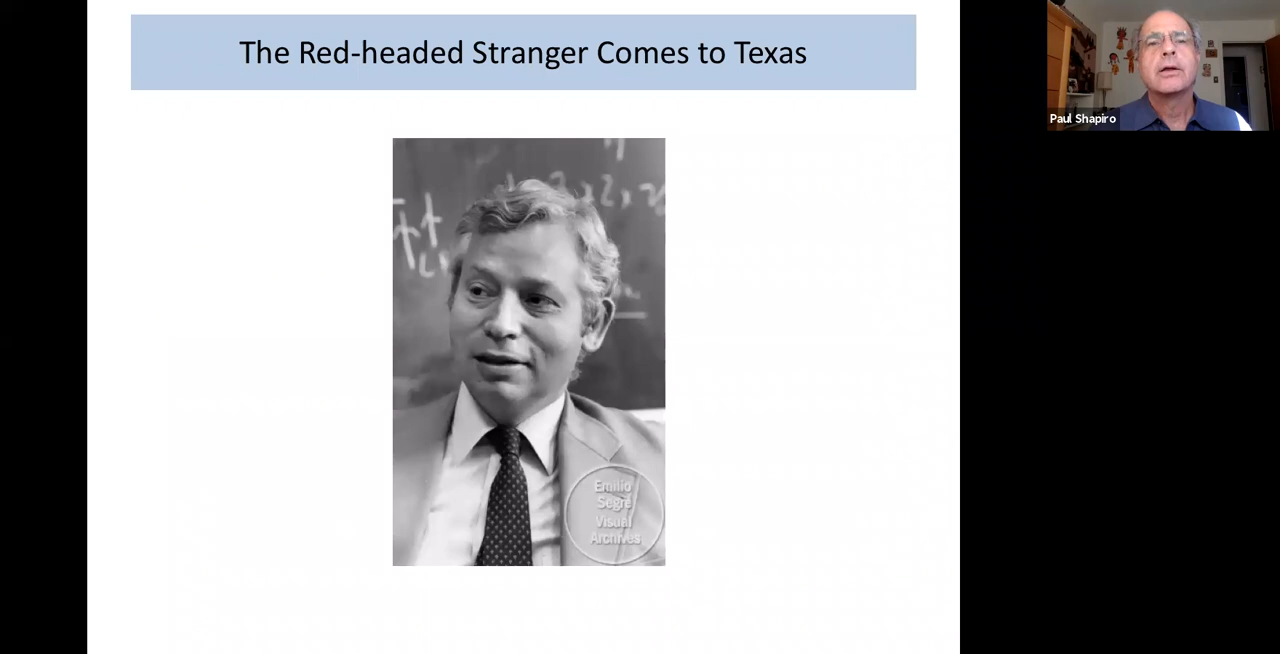 The Red-headed Stranger Comes to Texas
Paul Shapiro
Emilio
Segrè
Visual
Archives